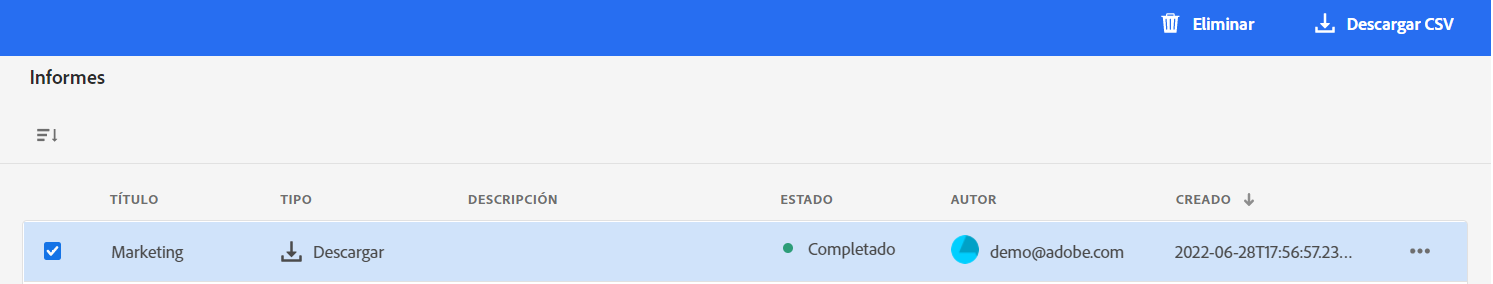 Eliminar Descargar CSV
Informes
TÍTULO TIPO DESCRIPCIÓN ESTADO AUTOR CREADO
Marketing Descargar Completado demo@adobe.com 2022-06-28T17:56:57.23...